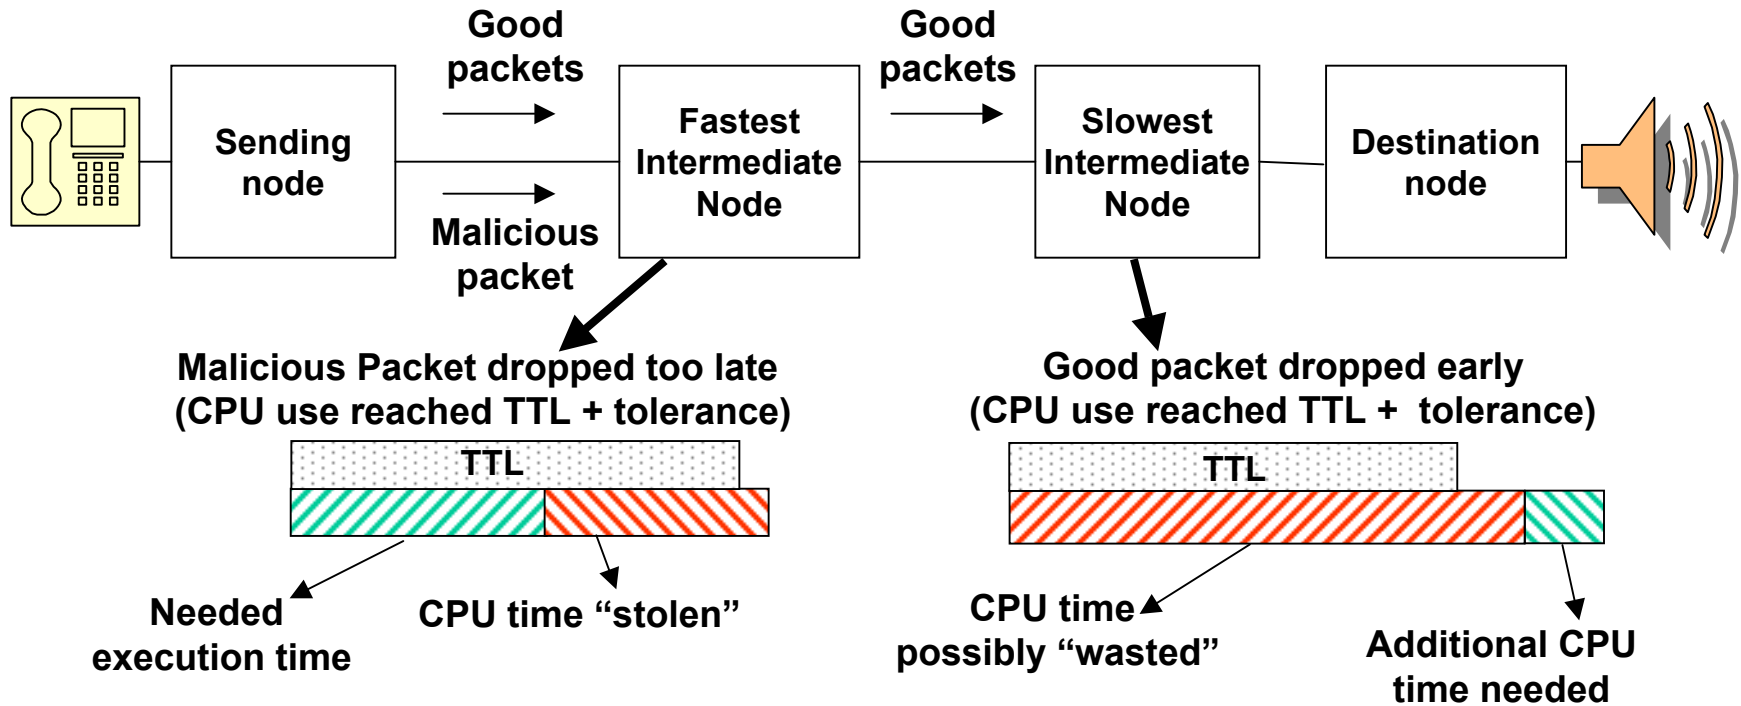 Good
packets
Good
packets
Sending
node
Fastest
Intermediate
Node
Slowest
Intermediate
Node
Destination
node
Malicious
packet
Malicious Packet dropped too late
(CPU use reached TTL + tolerance)
TTL
Needed
execution time
CPU time “stolen”
Good packet dropped early
(CPU use reached TTL + tolerance)
TTL
CPU time
possibly “wasted”
Additional CPU
time needed